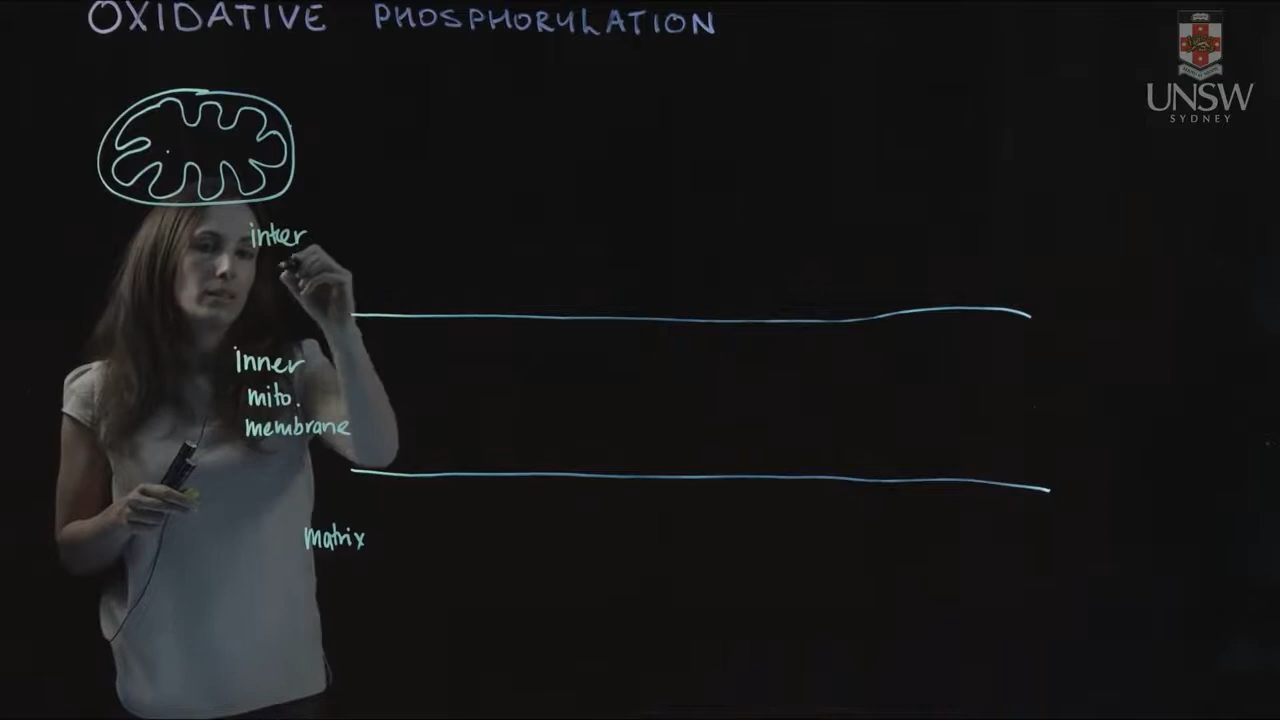 OXIDATIVE PHOSPHORYLATION
UNSW
SYDNEY
inter
inner
mito.
membrane
matrix